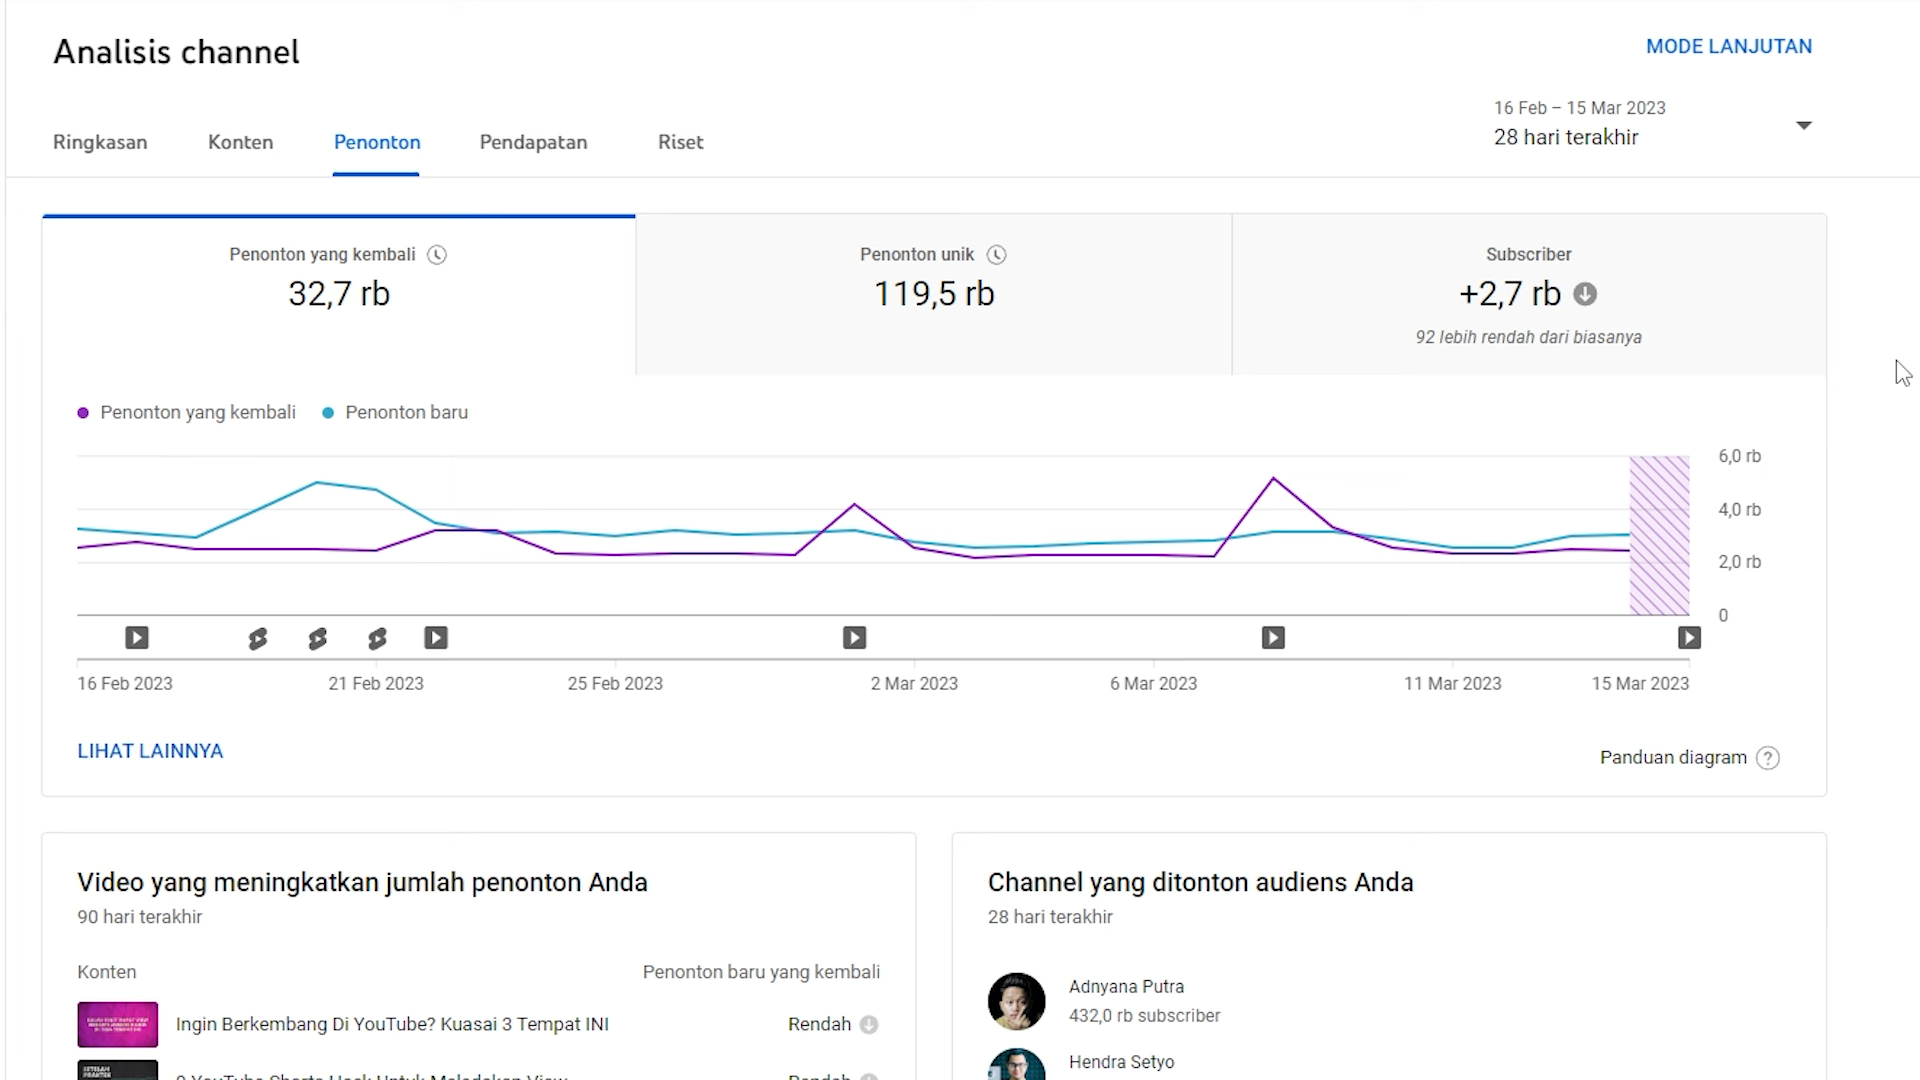 Analisis channel
MODE LANJUTAN
16 Feb – 15 Mar 2023
28 hari terakhir
Ringkasan
Konten
Penonton
Pendapatan
Riset
Penonton yang kembali
32,7 rb
Penonton unik
119,5 rb
Subscriber
+2,7 rb
92 lebih rendah dari biasanya
Penonton yang kembali
Penonton baru
6,0 rb
4,0 rb
2,0 rb
0
16 Feb 2023
21 Feb 2023
25 Feb 2023
2 Mar 2023
6 Mar 2023
11 Mar 2023
15 Mar 2023
LIHAT LAINNYA
Panduan diagram
Video yang meningkatkan jumlah penonton Anda
90 hari terakhir
Konten
Penonton baru yang kembali
Ingin Berkembang Di YouTube? Kuasai 3 Tempat INI
Rendah
Channel yang ditonton audiens Anda
28 hari terakhir
Adnyana Putra
432,0 rb subscriber
Hendra Setyo